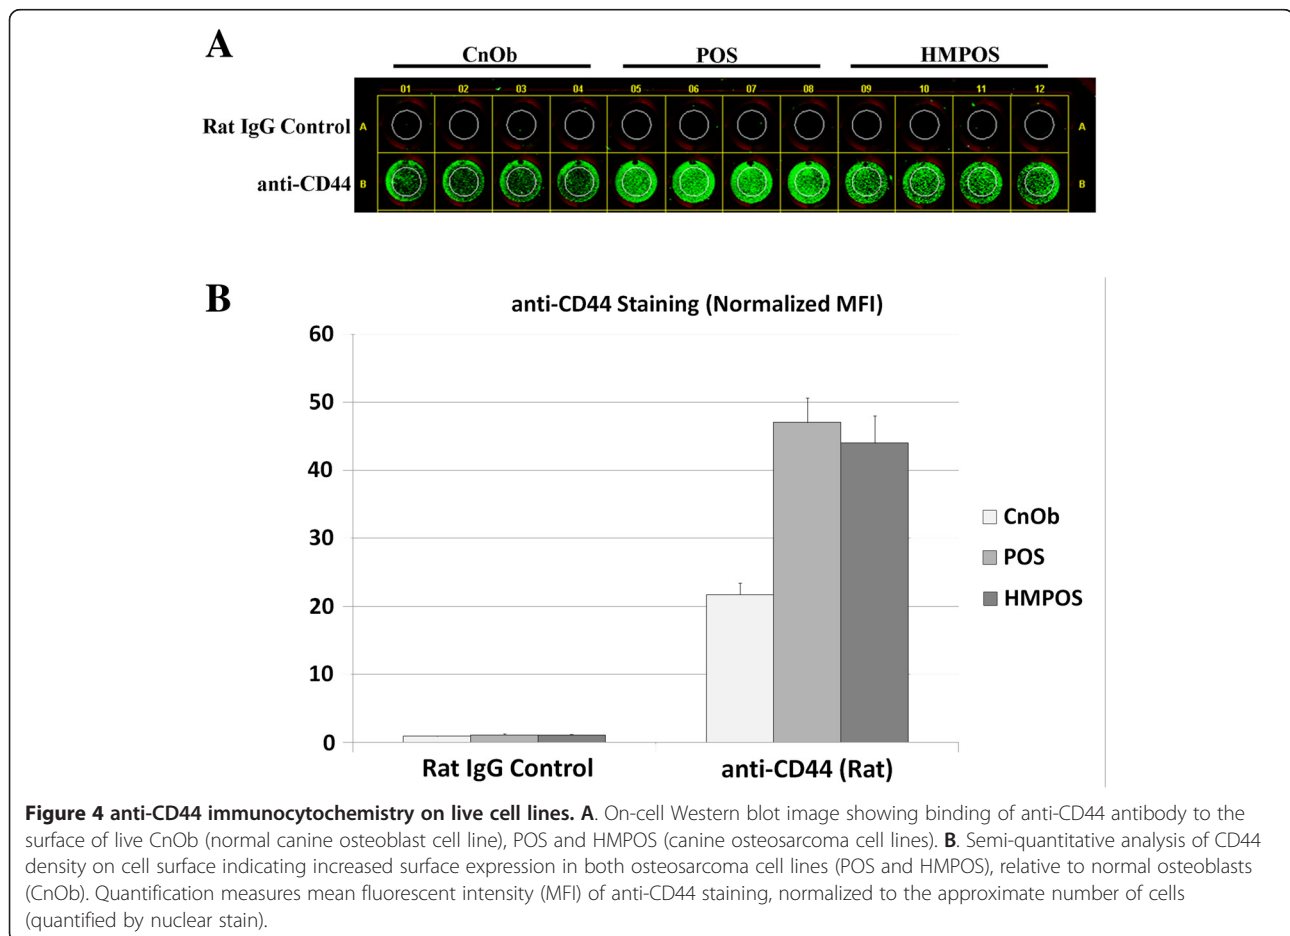 A
CnOb POS HMPOS
01 02 03 04 05 06 07 08 09 10 11 12
Rat IgG Control A A
anti-CD44 B B
B
anti-CD44 Staining (Normalized MFI)
60
50
40
30
20
10
0
CnOb
POS
HMPOS
Rat IgG Control anti-CD44 (Rat)
Figure 4 anti-CD44 immunocytochemistry on live cell lines. A. On-cell Western blot image showing binding of anti-CD44 antibody to the
surface of live CnOb (normal canine osteoblast cell line), POS and HMPOS (canine osteosarcoma cell lines). B. Semi-quantitative analysis of CD44
density on cell surface indicating increased surface expression in both osteosarcoma cell lines (POS and HMPOS), relative to normal osteoblasts
(CnOb). Quantification measures mean fluorescent intensity (MFI) of anti-CD44 staining, normalized to the approximate number of cells
(quantified by nuclear stain).